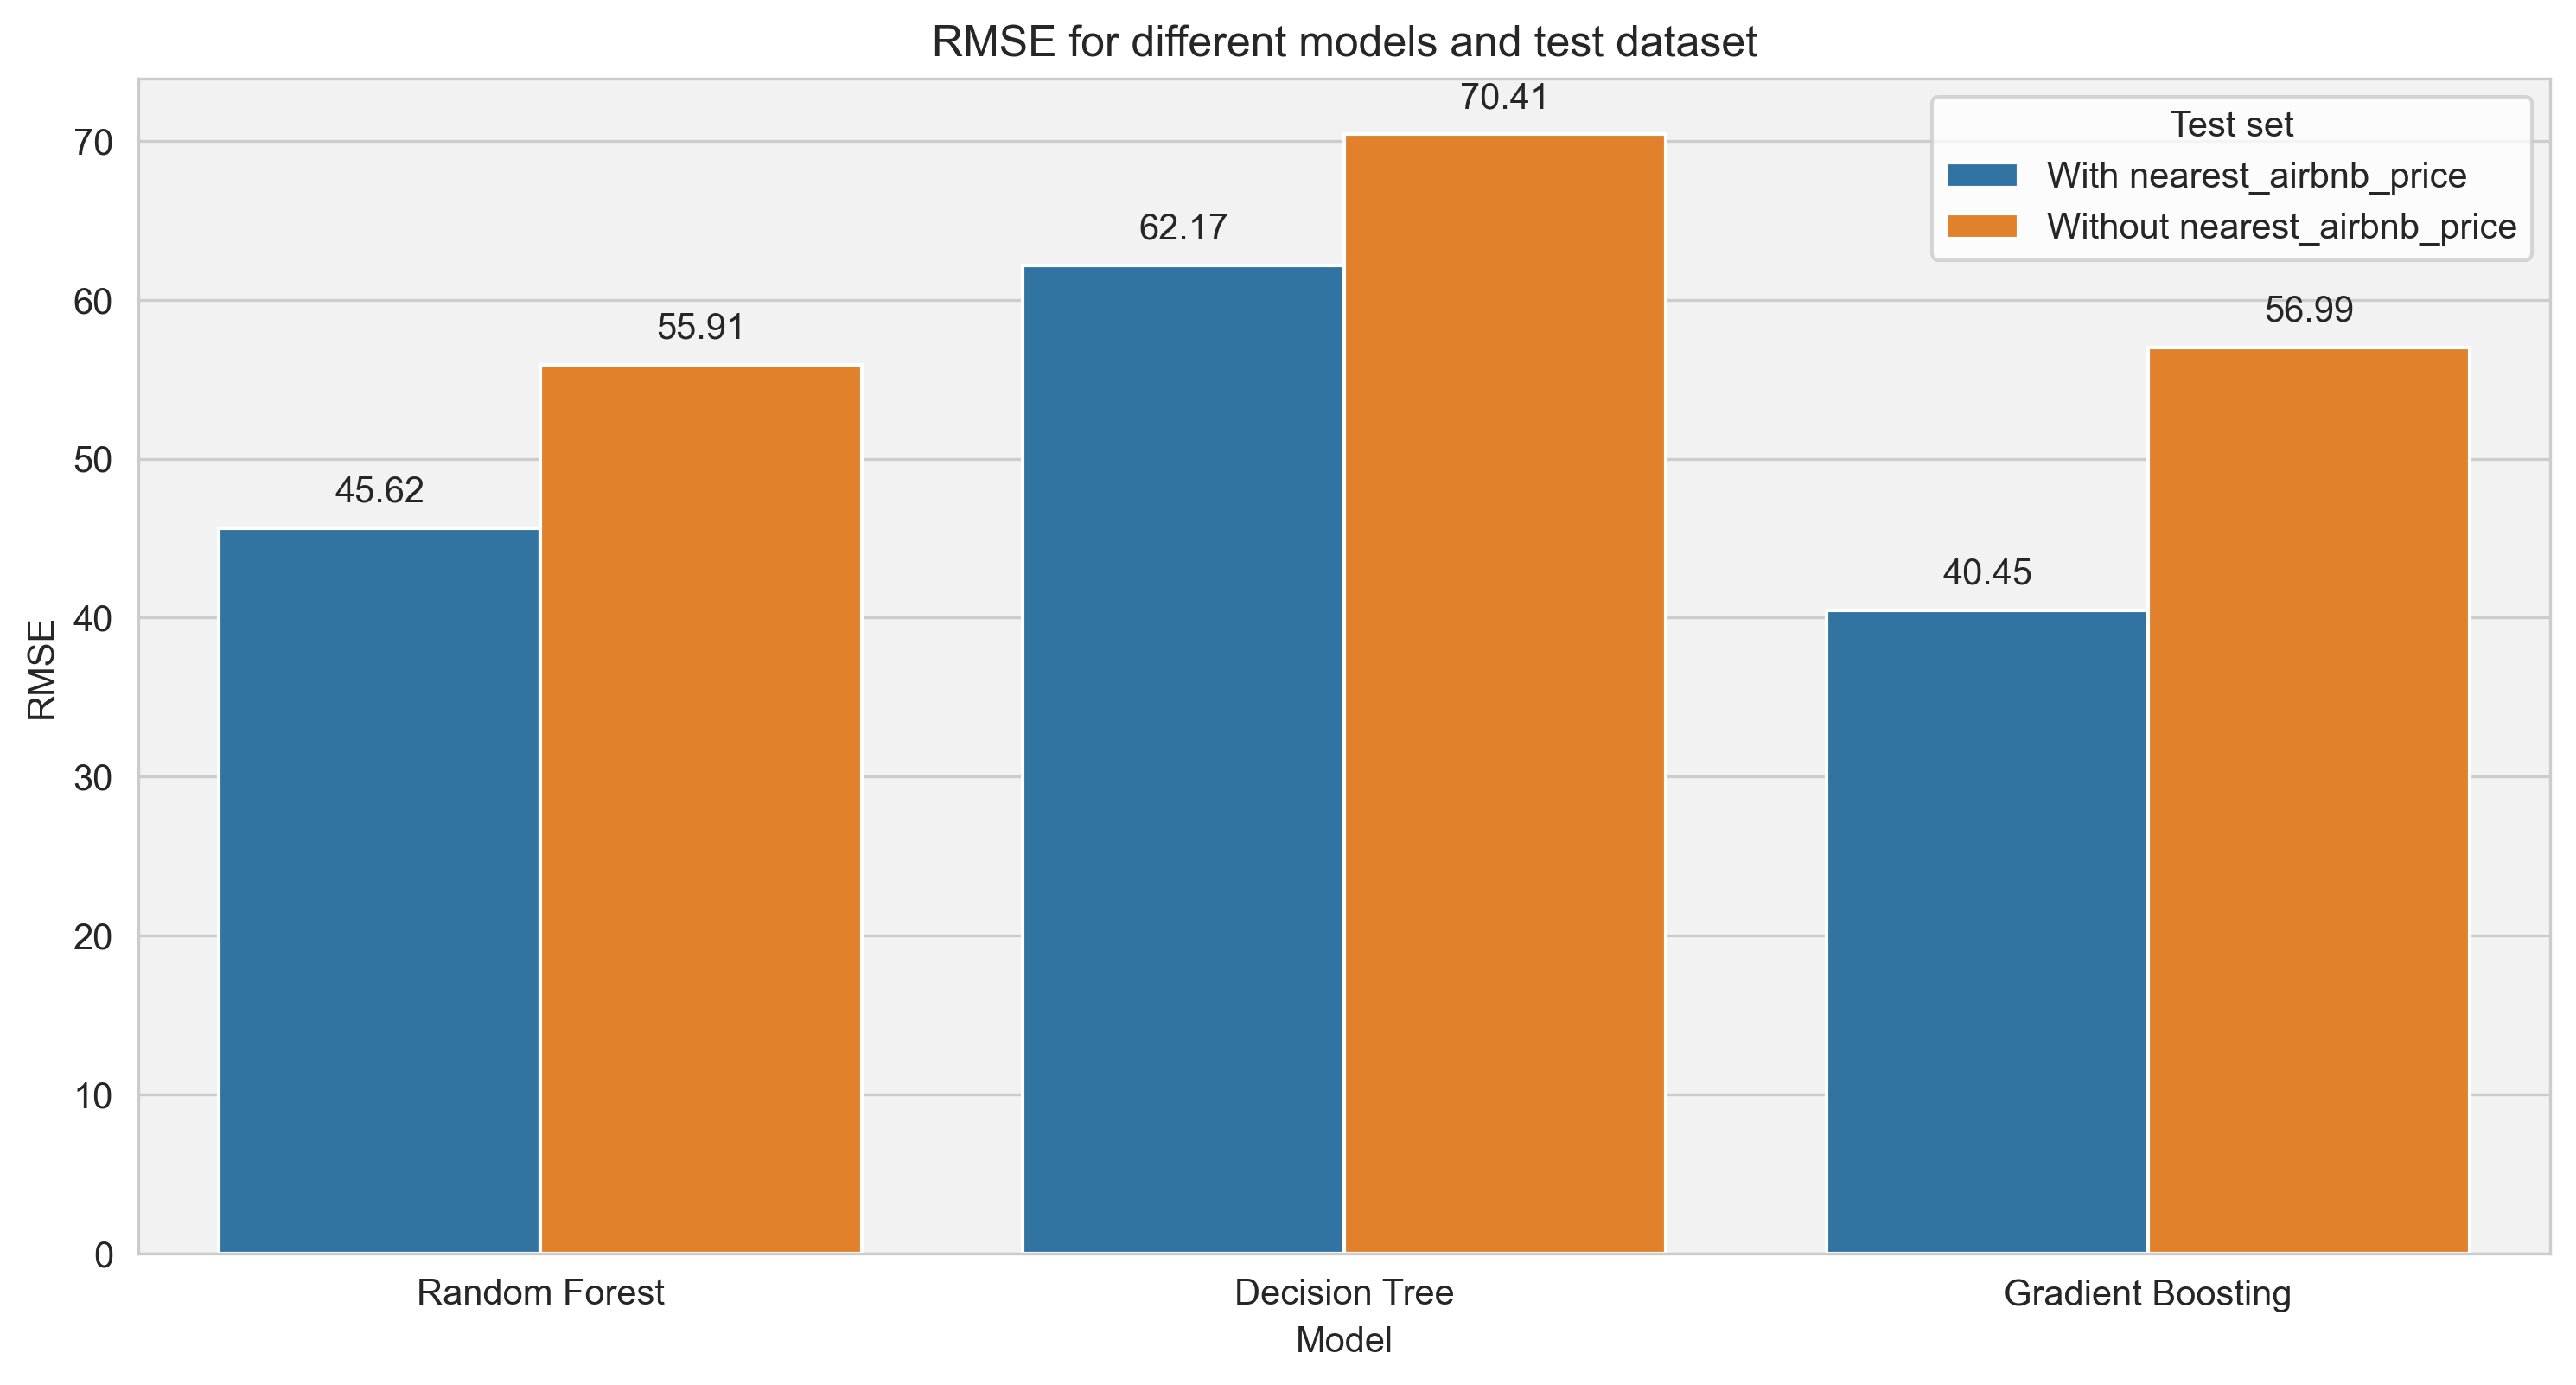 RMSE for different models and test dataset
70.41
Test set
With nearest_airbnb_price
Without nearest_airbnb_price
62.17
55.91
56.99
45.62
40.45
70
60
50
40
30
20
10
0
RMSE
Random Forest
Decision Tree
Gradient Boosting
Model